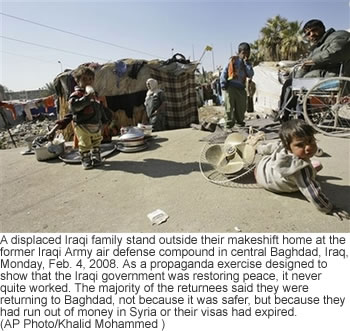 A displaced Iraqi family stand outside their makeshift home at the
former Iraqi Army air defense compound in central Baghdad, Iraq,
Monday, Feb. 4, 2008. As a propaganda exercise designed to
show that the Iraqi government was restoring peace, it never
quite worked. The majority of the returnees said they were
returning to Baghdad, not because it was safer, but because they
had run out of money in Syria or their visas had expired.
(AP Photo/Khalid Mohammed )